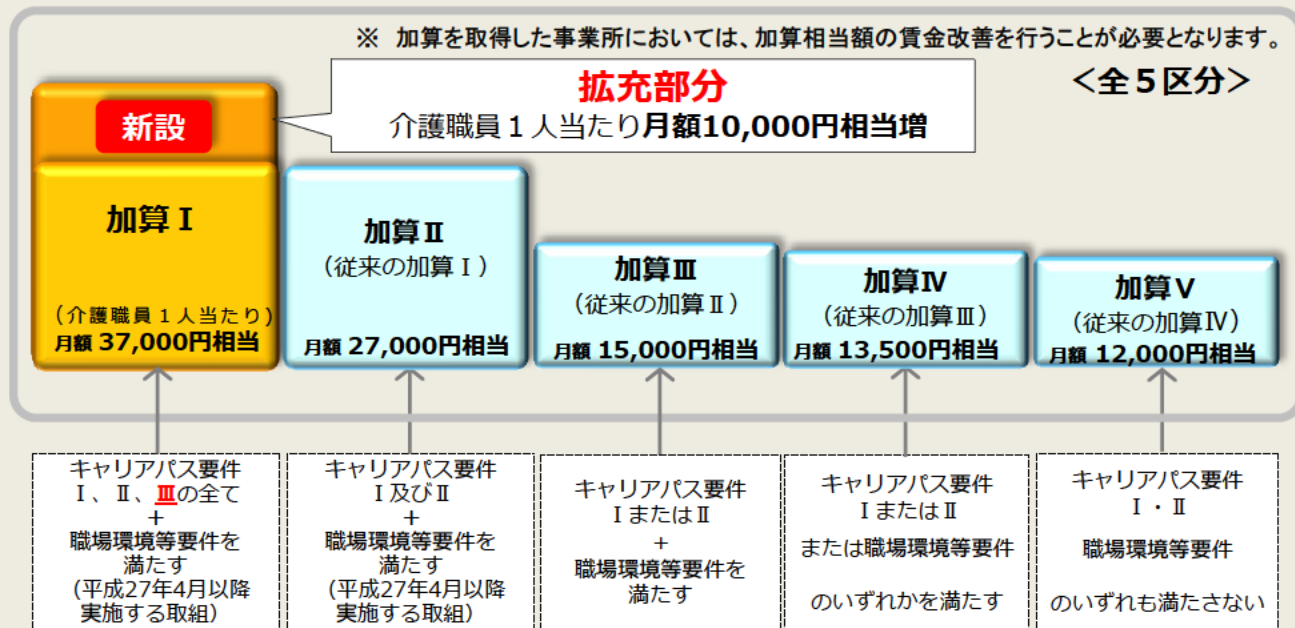 ※ 加算を取得した事業所においては、加算相当額の賃金改善を行うことが必要となります。
＜全５区分＞
拡充部分
介護職員１人当たり月額10,000円相当増
新設
加算Ⅰ
（介護職員１人当たり）
月額 37,000円相当
加算Ⅱ
（従来の加算Ⅰ）
月額 27,000円相当
加算Ⅲ
（従来の加算Ⅱ）
月額 15,000円相当
加算Ⅳ
（従来の加算Ⅲ）
月額 13,500円相当
加算Ⅴ
（従来の加算Ⅳ）
月額 12,000円相当
キャリアパス要件
Ⅰ、Ⅱ、Ⅲの全て
+
職場環境等要件を
満たす
(平成27年4月以降
実施する取組)
キャリアパス要件
Ⅰ及びⅡ
+
職場環境等要件を
満たす
(平成27年4月以降
実施する取組)
キャリアパス要件
ⅠまたはⅡ
+
職場環境等要件を
満たす
キャリアパス要件
ⅠまたはⅡ
または職場環境等要件
のいずれかを満たす
キャリアパス要件
Ⅰ・Ⅱ
職場環境等要件
のいずれも満たさない